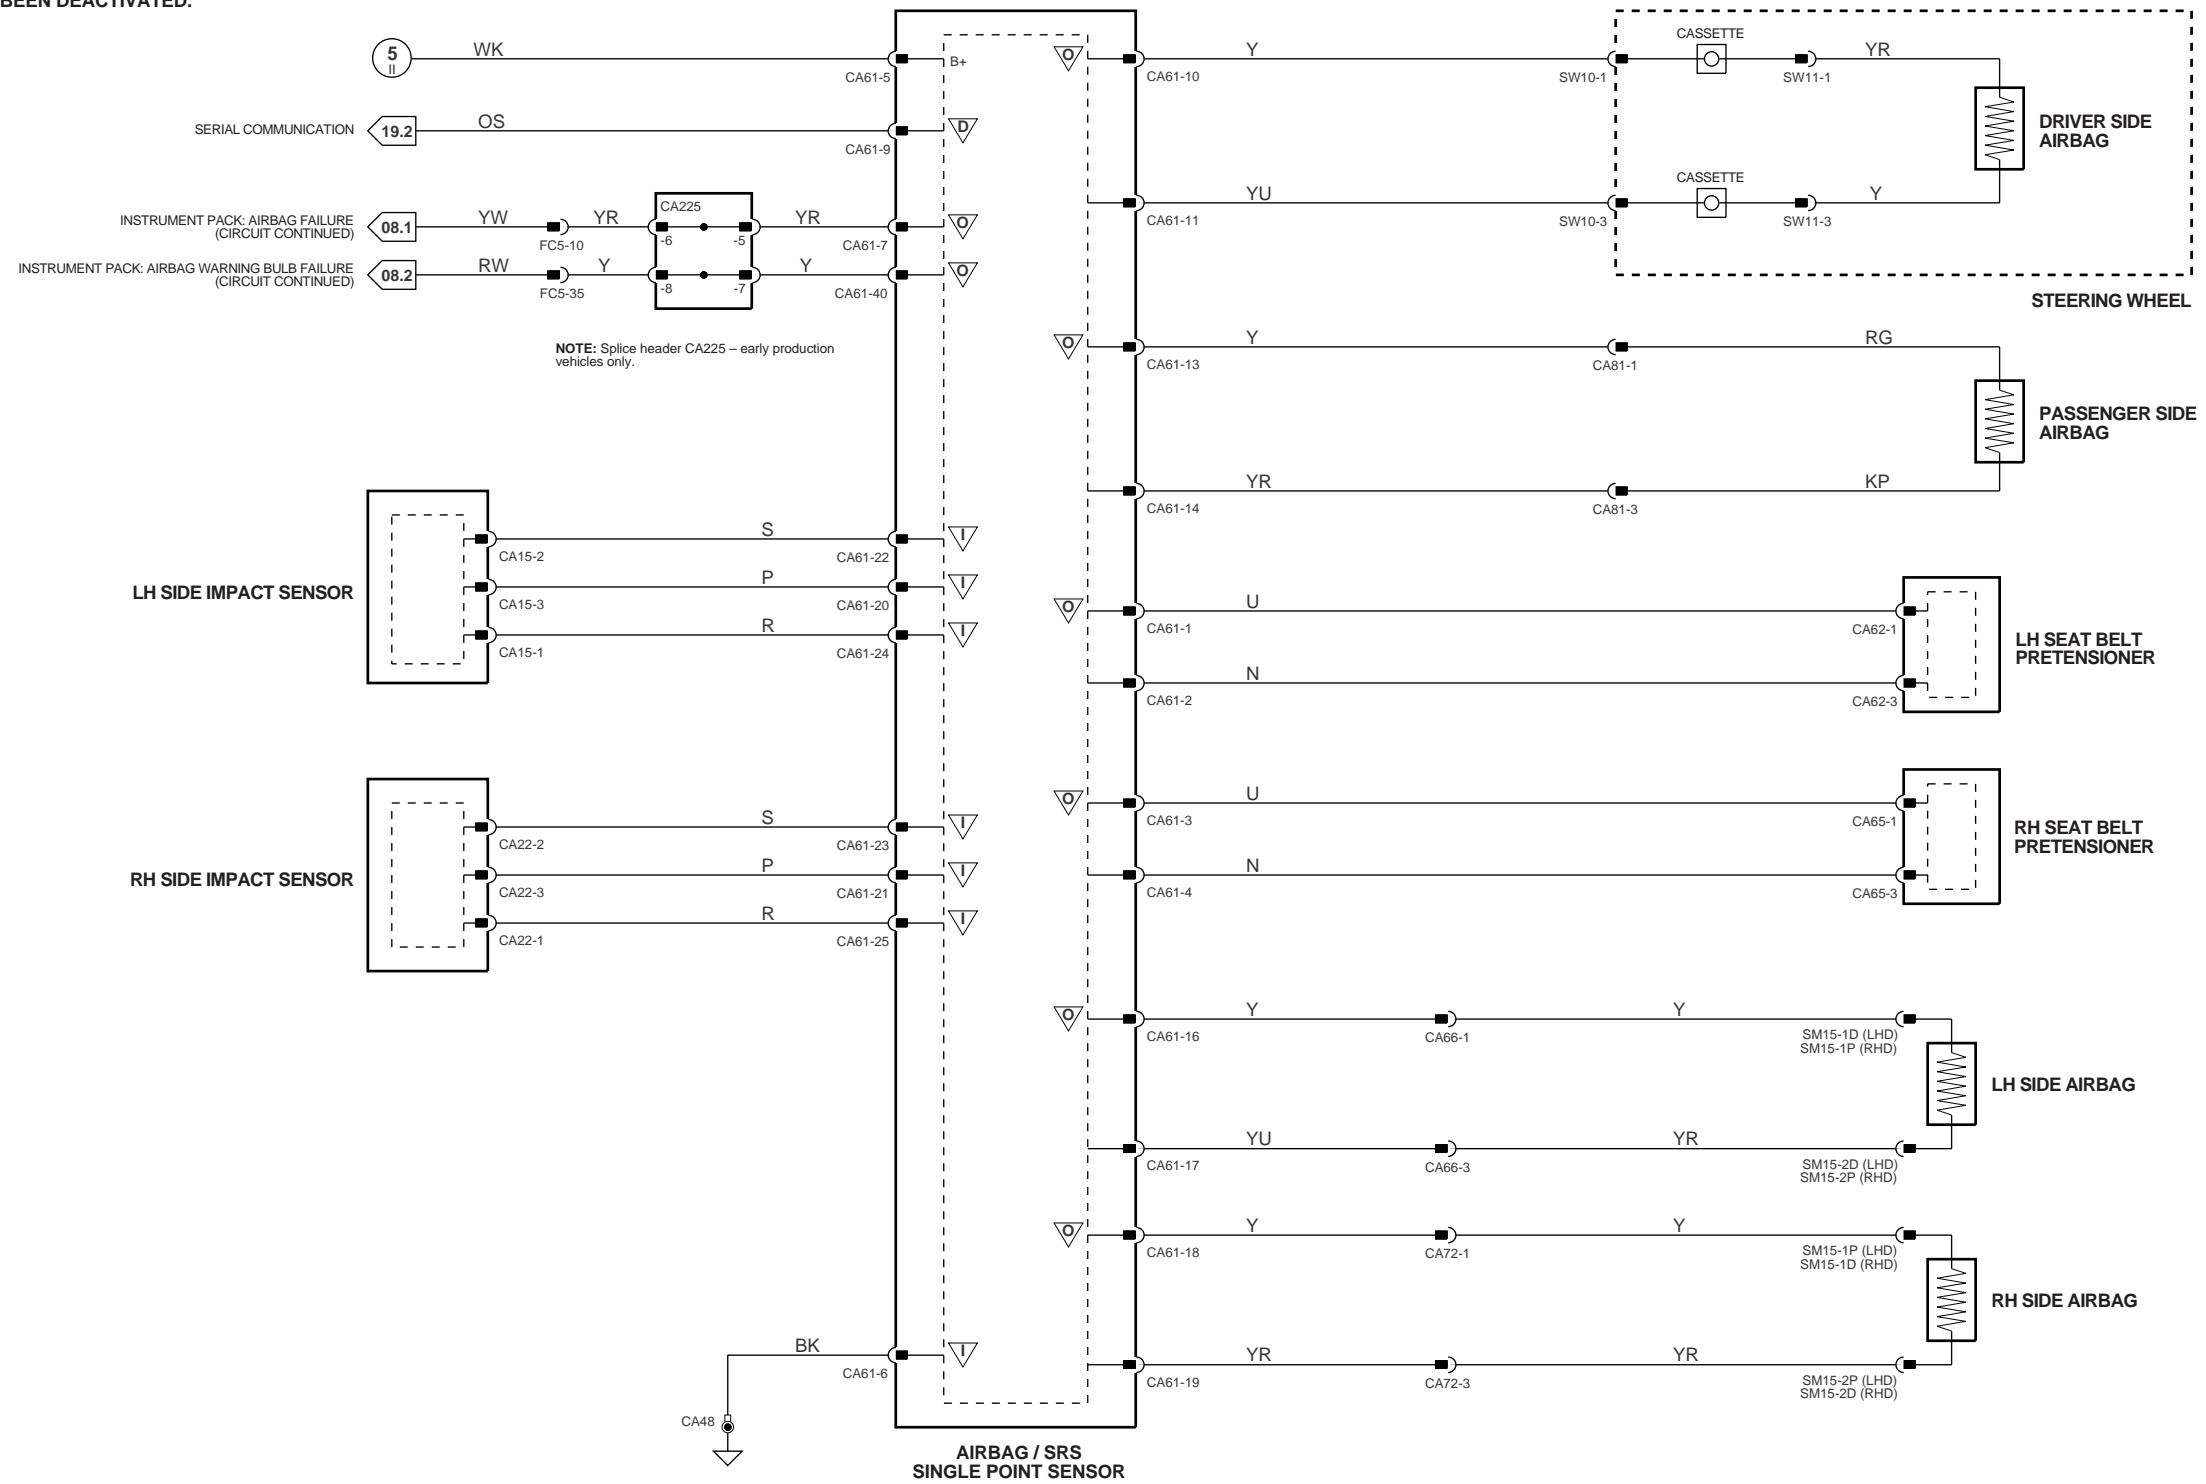 BEEN DEACTIVATED.
5
II
WK
CA61-5
B+
O
CA61-10
Y
SW10-1
CASSETTE
SW11-1
YR
DRIVER SIDE
AIRBAG
SERIAL COMMUNICATION
19.2
OS
CA61-9
D
CA61-11
YU
SW10-3
CASSETTE
SW11-3
Y
STEERING WHEEL
INSTRUMENT PACK: AIRBAG FAILURE
(CIRCUIT CONTINUED)
08.1
YW
FC5-10
YR
CA225
-6
-5
YR
CA61-7
O
INSTRUMENT PACK: AIRBAG WARNING BULB FAILURE
(CIRCUIT CONTINUED)
08.2
RW
FC5-35
Y
-8
-7
Y
CA61-40
O
NOTE: Splice header CA225 – early production
vehicles only.
O
CA61-13
Y
CA81-1
RG
PASSENGER SIDE
AIRBAG
CA61-14
YR
CA81-3
KP
LH SIDE IMPACT SENSOR
CA15-2
S
CA61-22
I
CA15-3
P
CA61-20
I
CA15-1
R
CA61-24
I
O
CA61-1
U
CA62-1
LH SEAT BELT
PRETENSIONER
CA61-2
N
CA62-3
RH SIDE IMPACT SENSOR
CA22-2
S
CA61-23
I
CA22-3
P
CA61-21
I
CA22-1
R
CA61-25
I
O
CA61-3
U
CA65-1
RH SEAT BELT
PRETENSIONER
CA61-4
N
CA65-3
O
CA61-16
Y
CA66-1
Y
SM15-1D (LHD)
SM15-1P (RHD)
LH SIDE AIRBAG
CA61-17
YU
CA66-3
YR
SM15-2D (LHD)
SM15-2P (RHD)
O
CA61-18
Y
CA72-1
Y
SM15-1P (LHD)
SM15-1D (RHD)
RH SIDE AIRBAG
CA61-19
YR
CA72-3
YR
SM15-2P (LHD)
SM15-2D (RHD)
BK
CA61-6
I
CA48
AIRBAG / SRS
SINGLE POINT SENSOR